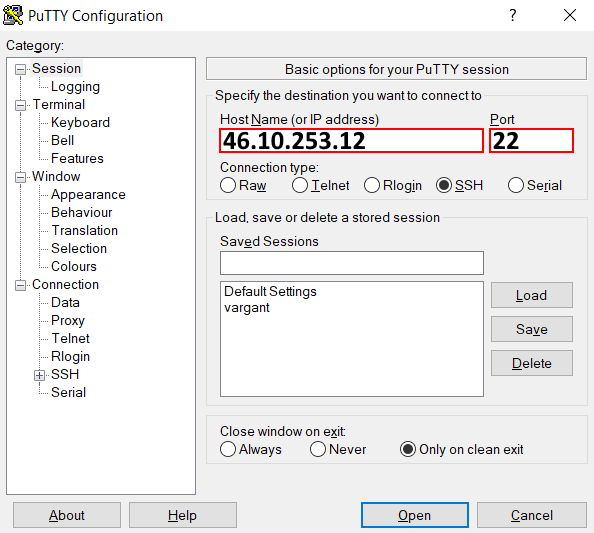 PuTTY Configuration
?
Category:
Session
Logging
Terminal
Keyboard
Bell
Features
Window
Appearance
Behaviour
Translation
Selection
Colours
Connection
Data
Proxy
Telnet
Rlogin
SSH
Serial
Basic options for your PuTTY session
Specify the destination you want to connect to
Host Name (or IP address) Port
46.10.253.12 22
Connection type:
Raw Telnet Rlogin SSH Serial
Load, save or delete a stored session
Saved Sessions
Default Settings
vargant
Load
Save
Delete
Close window on exit:
Always Never Only on clean exit
About Help Open Cancel